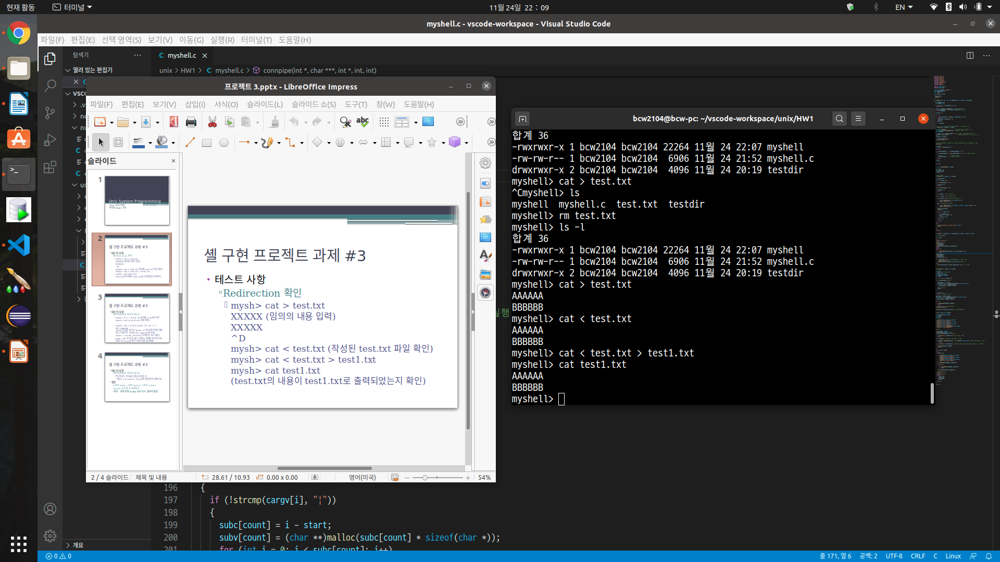 현재 활동
터미널
11월 24일 22 : 09
EN
myshell.c - vscode-workspace - Visual Studio Code
파일(F) 편집(E) 선택 영역(S) 보기(V) 이동(G) 실행(R) 터미널(T) 도움말(H)
탐색기
myshell.c
열려 있는 편집기
unix > HW1 > C myshell.c > connpipe(int *, char ***, int *, int, int)
프로젝트 3.pptx - LibreOffice Impress
파일(F) 편집(E) 보기(V) 삽입(I) 서식(O) 슬라이드(L) 슬라이드 쇼(S) 도구(T) 창(W) 도움말(H)
슬라이드
1
Unix System Programming
2
셸 구현 프로젝트 과제 #3
3
셸 구현 프로젝트 과제 #3
4
셸 구현 프로젝트 과제 #3
셸 구현 프로젝트 과제 #3
• 테스트 사항
Redirection 확인
mysh> cat > test.txt
XXXXX (임의의 내용 입력)
XXXXX
^D
mysh> cat < test.txt (작성된 test.txt 파일 확인)
mysh> cat < test.txt > test1.txt
mysh> cat test1.txt
(test.txt의 내용이 test1.txt로 출력되었는지 확인)
2 / 4 슬라이드
제목 및 내용
28.61 / 10.93
0.00 x 0.00
영어(미국)
54%
bcw2104@bcw-pc: ~/vscode-workspace/unix/HW1
합계 36
-rwxrwxr-x 1 bcw2104 bcw2104 22264 11월 24 22:07 myshell
-rw-rw-r-- 1 bcw2104 bcw2104  6906 11월 24 21:52 myshell.c
drwxrwxr-x 2 bcw2104 bcw2104  4096 11월 24 20:19 testdir
myshell> cat > test.txt
^Cmyshell> ls
myshell  myshell.c  test.txt  testdir
myshell> rm test.txt
myshell> ls -l
합계 36
-rwxrwxr-x 1 bcw2104 bcw2104 22264 11월 24 22:07 myshell
-rw-rw-r-- 1 bcw2104 bcw2104  6906 11월 24 21:52 myshell.c
drwxrwxr-x 2 bcw2104 bcw2104  4096 11월 24 20:19 testdir
myshell> cat > test.txt
AAAAAA
BBBBBB
myshell> cat < test.txt
AAAAAA
BBBBBB
myshell> cat < test.txt > test1.txt
myshell> cat test1.txt
AAAAAA
BBBBBB
myshell>
196 {
197 if (!strcmp(cargv[i], "¦"))
198 {
199 subc[count] = i - start;
200 subv[count] = (char **)malloc(subc[count] * sizeof(char *));
개요
0 0
줄 171, 열 6
공백: 2
UTF-8
CRLF
C
Linux